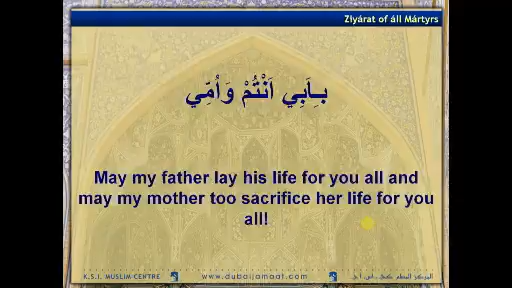 Zíyárat of áll Mártyrs
بِاَبِي اَنْتُمْ وَاُمِّي
May my father lay his life for you all and
may my mother too sacrifice her life for you
all!
K.S.I. MUSLIM CENTRE
www.dubaijamaat.com